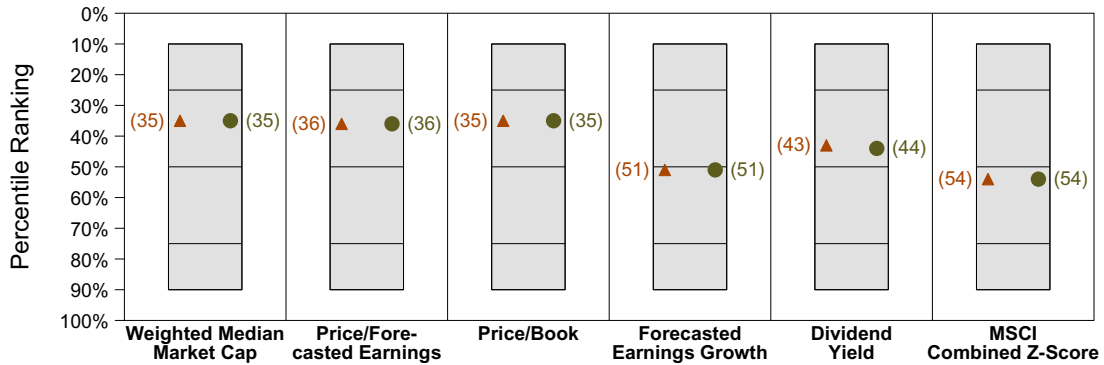 Percentile Ranking
0%
10%
20%
30%
40%
50%
60%
70%
80%
90%
100%
(35) (35)
(36) (36)
(35) (35)
(51) (51)
(43) (44)
(54) (54)
Weighted Median
Market Cap
Price/Fore-
casted Earnings
Price/Book
Forecasted
Earnings Growth
Dividend
Yield
MSCI
Combined Z-Score